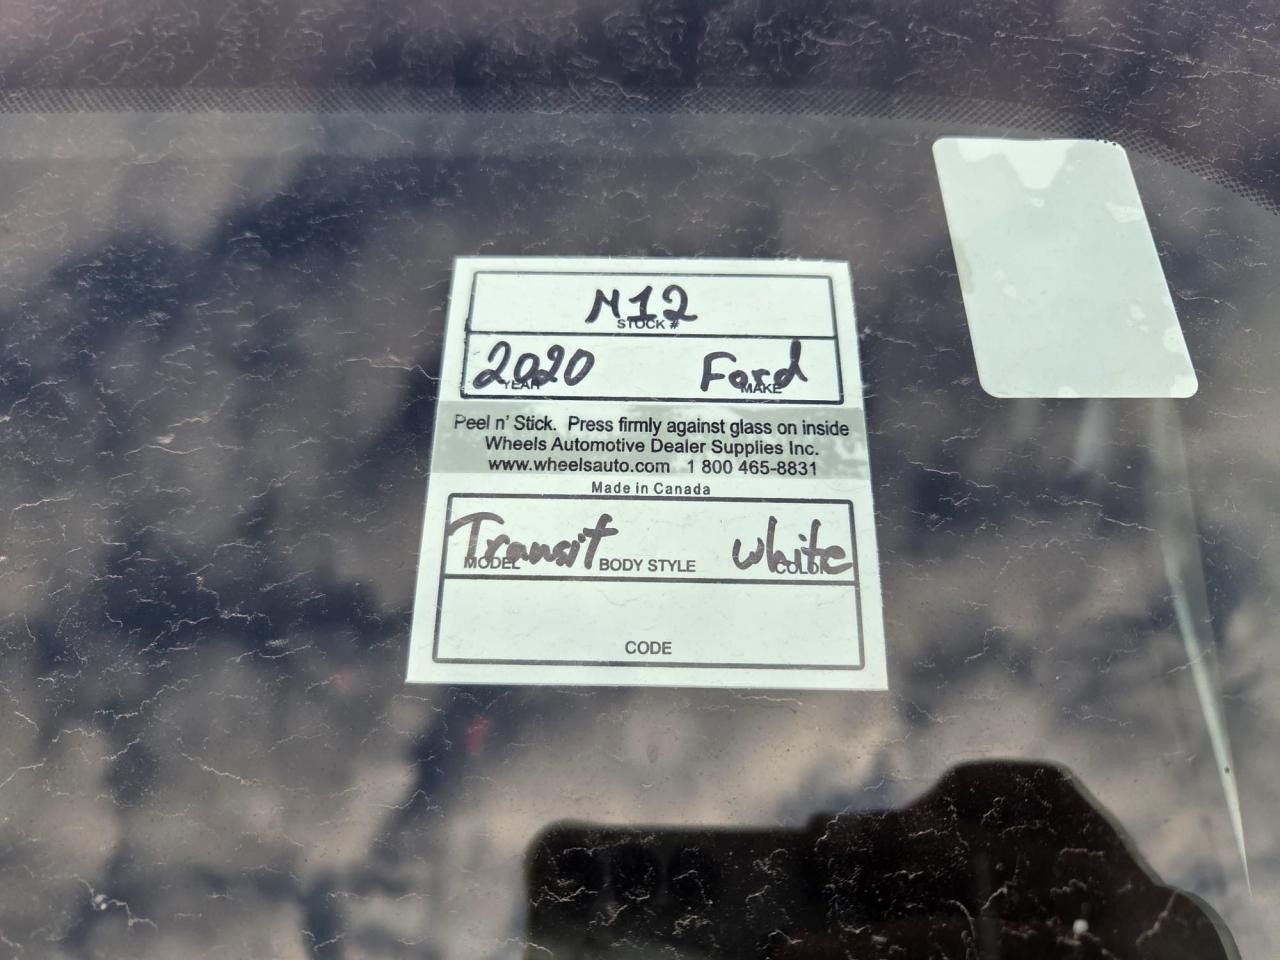 M12
STOCK #
2020 Ford
YEAR MAKE
Peel n' Stick. Press firmly against glass on inside
Wheels Automotive Dealer Supplies Inc.
www.wheelsauto.com 1 800 465-8831
Made in Canada
Transit White
MODEL BODY STYLE COLOR
CODE